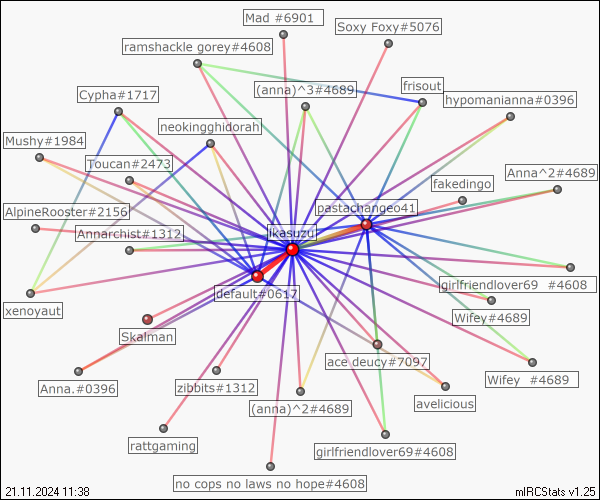 Mad #6901
Soxy Foxy#5076
ramshackle gorey#4608
(anna)^3#4689
frisout
Cypha#1717
hypomanianna#0396
neokingghidorah
Mushy#1984
Toucan#2473
Anna^2#4689
fakedingo
AlpineRooster#2156
pastachangeo41
Annarchist#1312
ikasuzu
girlfriendlover69 #4608
default#0617
xenoyaut
Wifey#4689
Skalman
ace deucy#7097
Anna.#0396
zibbits#1312
Wifey #4689
(anna)^2#4689
avelicious
rattgaming
girlfriendlover69#4608
no cops no laws no hope#4608
21.11.2024 11:38
mIRCStats v1.25